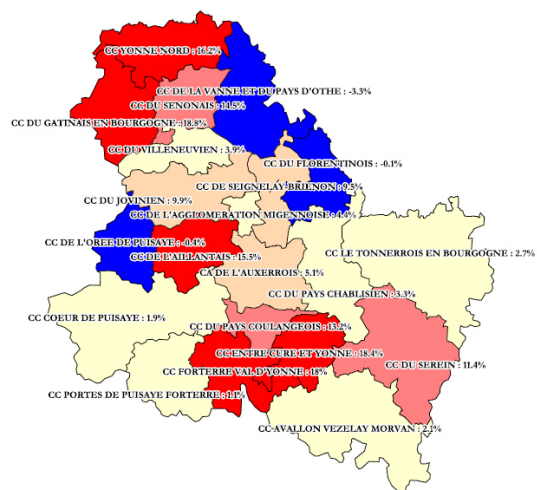 CC YONNE NORD : 16.2%
CC DE LA VANNE ET DU PAYS D'OTHE : -3.3%
CC DU SENONAIS : 14.5%
CC DU GATINAIS EN BOURGOGNE : 18.8%
CC DU VILLENEUVIEN : 3.9%
CC DU FLORENTINOIS : -0.1%
CC DE SEIGNELAY BRIENON : 9.5%
CC DU JOVINIEN : 9.9%
CC DE L'AGGLOMERATION MIGENNOISE : 4.4%
CC DE L'OREE DE PUISAYE : -0.4%
CC LE TONNERROIS EN BOURGOGNE : 2.7%
CC DE L'AILLANTAIS : 15.5%
CA DE L'AUXERROIS : 5.1%
CC DU PAYS CHABLISIEN : 3.3%
CC COEUR DE PUISAYE : 1.9%
CC DU PAYS COULANGEOIS : 13.2%
CC ENTRE CURE ET YONNE : 18.4%
CC DU SEREIN : 11.4%
CC FORTERRE VAL D'YONNE : 18%
CC PORTES DE PUISAYE FORTERRE : 1.1%
CC AVALLON VEZELAY MORVAN : 2.1%